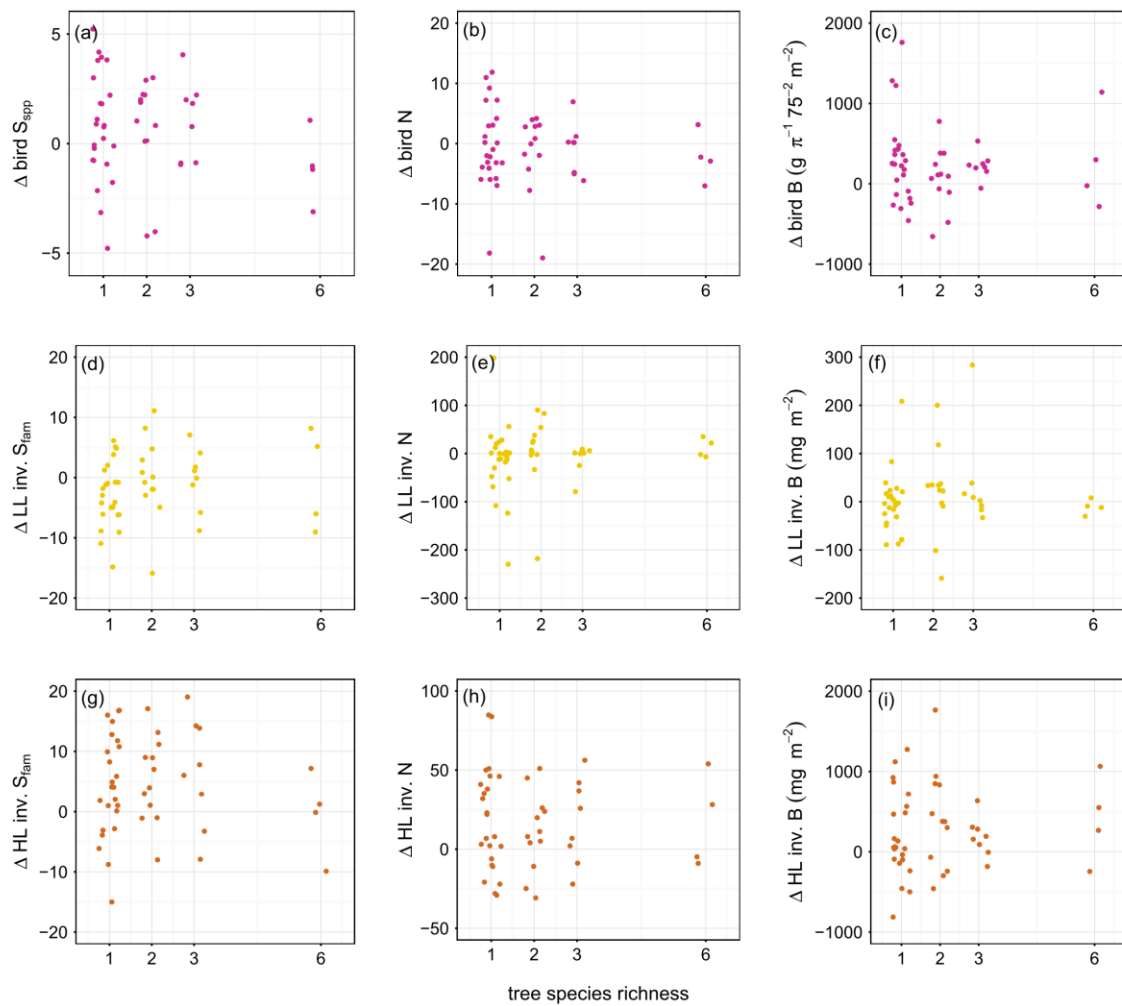 (a)
Δ bird S_spp
5
0
−5
1 2 3 6
(b)
Δ bird N
20
10
0
−10
−20
1 2 3 6
(c)
Δ bird B (g π⁻¹ 75⁻² m⁻²)
2000
1000
0
−1000
1 2 3 6
(d)
Δ LL inv. S_fam
20
10
0
−10
−20
1 2 3 6
(e)
Δ LL inv. N
200
100
0
−100
−200
−300
1 2 3 6
(f)
Δ LL inv. B (mg m⁻²)
300
200
100
0
−100
−200
1 2 3 6
(g)
Δ HL inv. S_fam
20
10
0
−10
−20
1 2 3 6
(h)
Δ HL inv. N
100
50
0
−50
1 2 3 6
(i)
Δ HL inv. B (mg m⁻²)
2000
1000
0
−1000
1 2 3 6
tree species richness